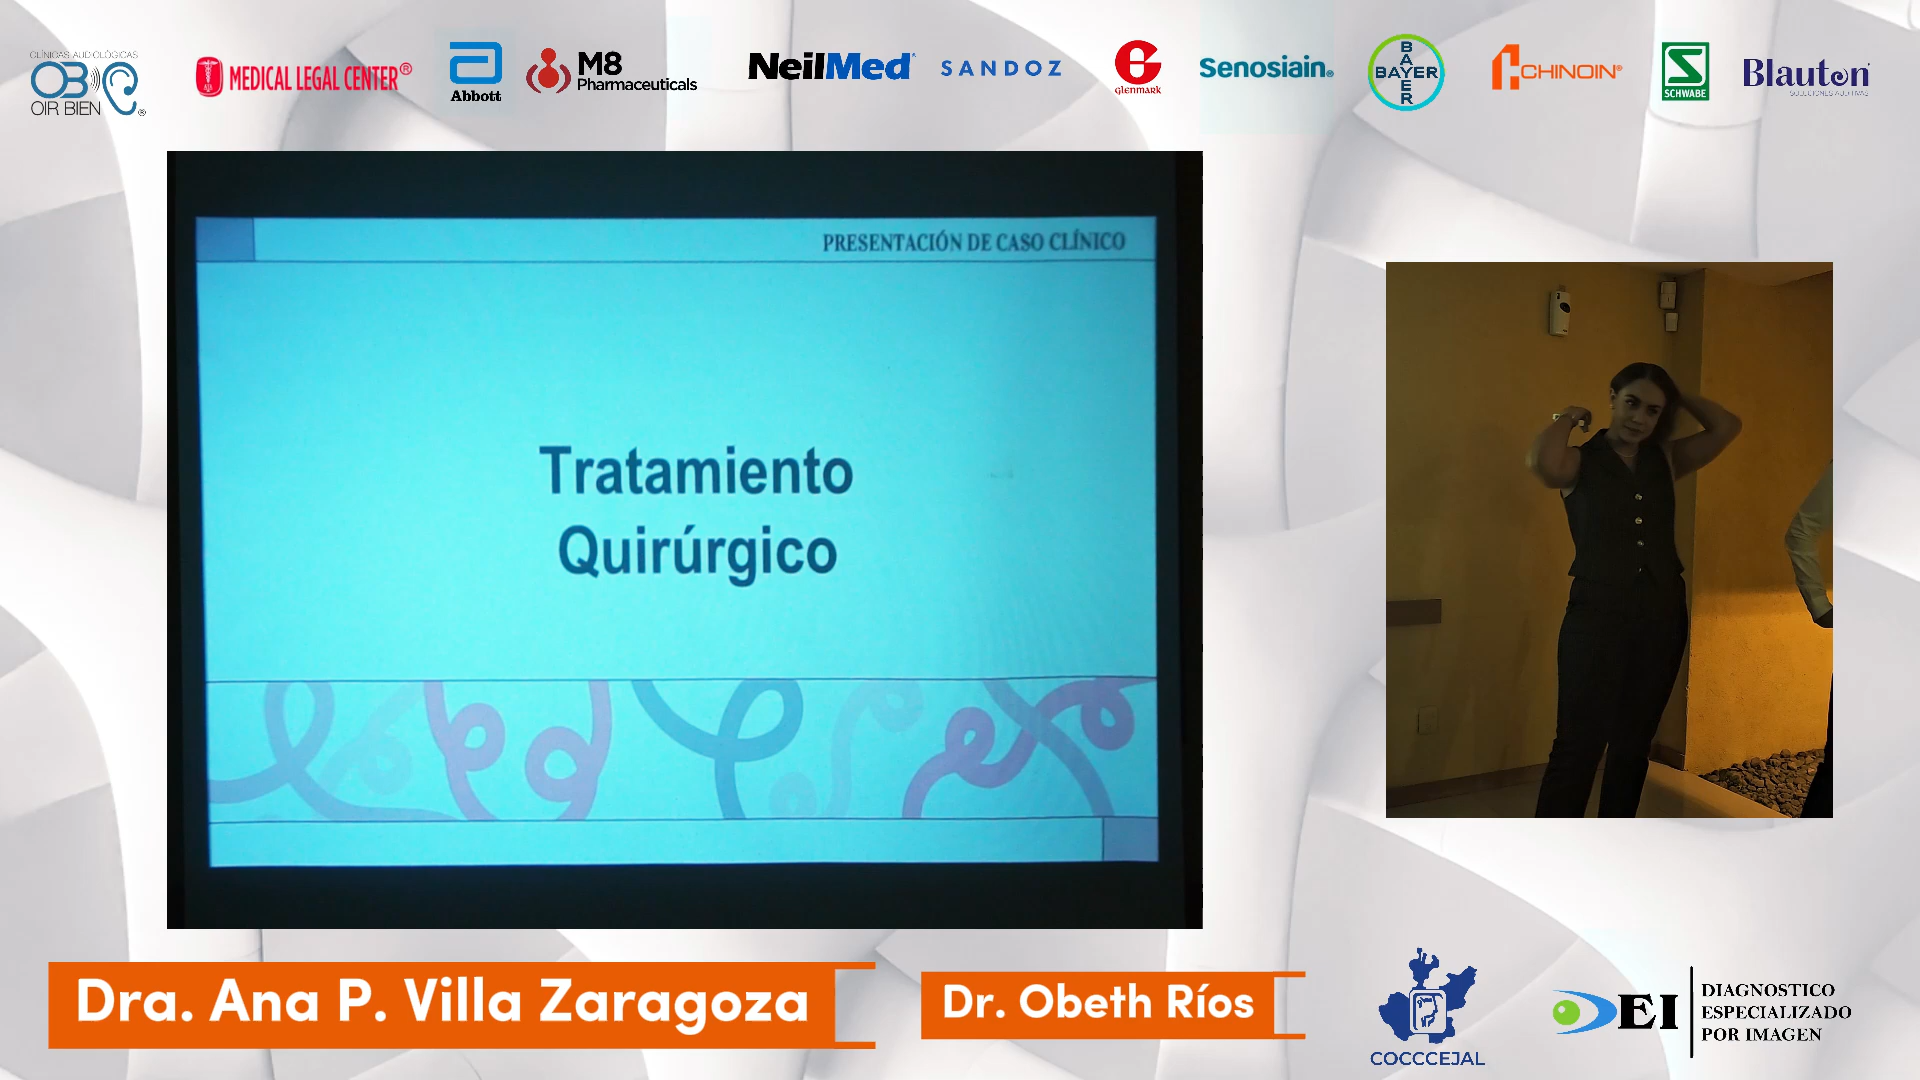 CLÍNICAS AUDIOLÓGICAS
OB
OIR BIEN ®
MEDICAL LEGAL CENTER®
Abbott
M8
Pharmaceuticals
NeilMed®
SANDOZ
G
glenmark
Senosiain®
BAYER
BAYER
CHINOIN®
S
SCHWABE
Blauton
SOLUCIONES AUDITIVAS
PRESENTACIÓN DE CASO CLÍNICO
Tratamiento
Quirúrgico
Dra. Ana P. Villa Zaragoza
Dr. Obeth Ríos
COCCCEJAL
DEI
DIAGNOSTICO
ESPECIALIZADO
POR IMAGEN